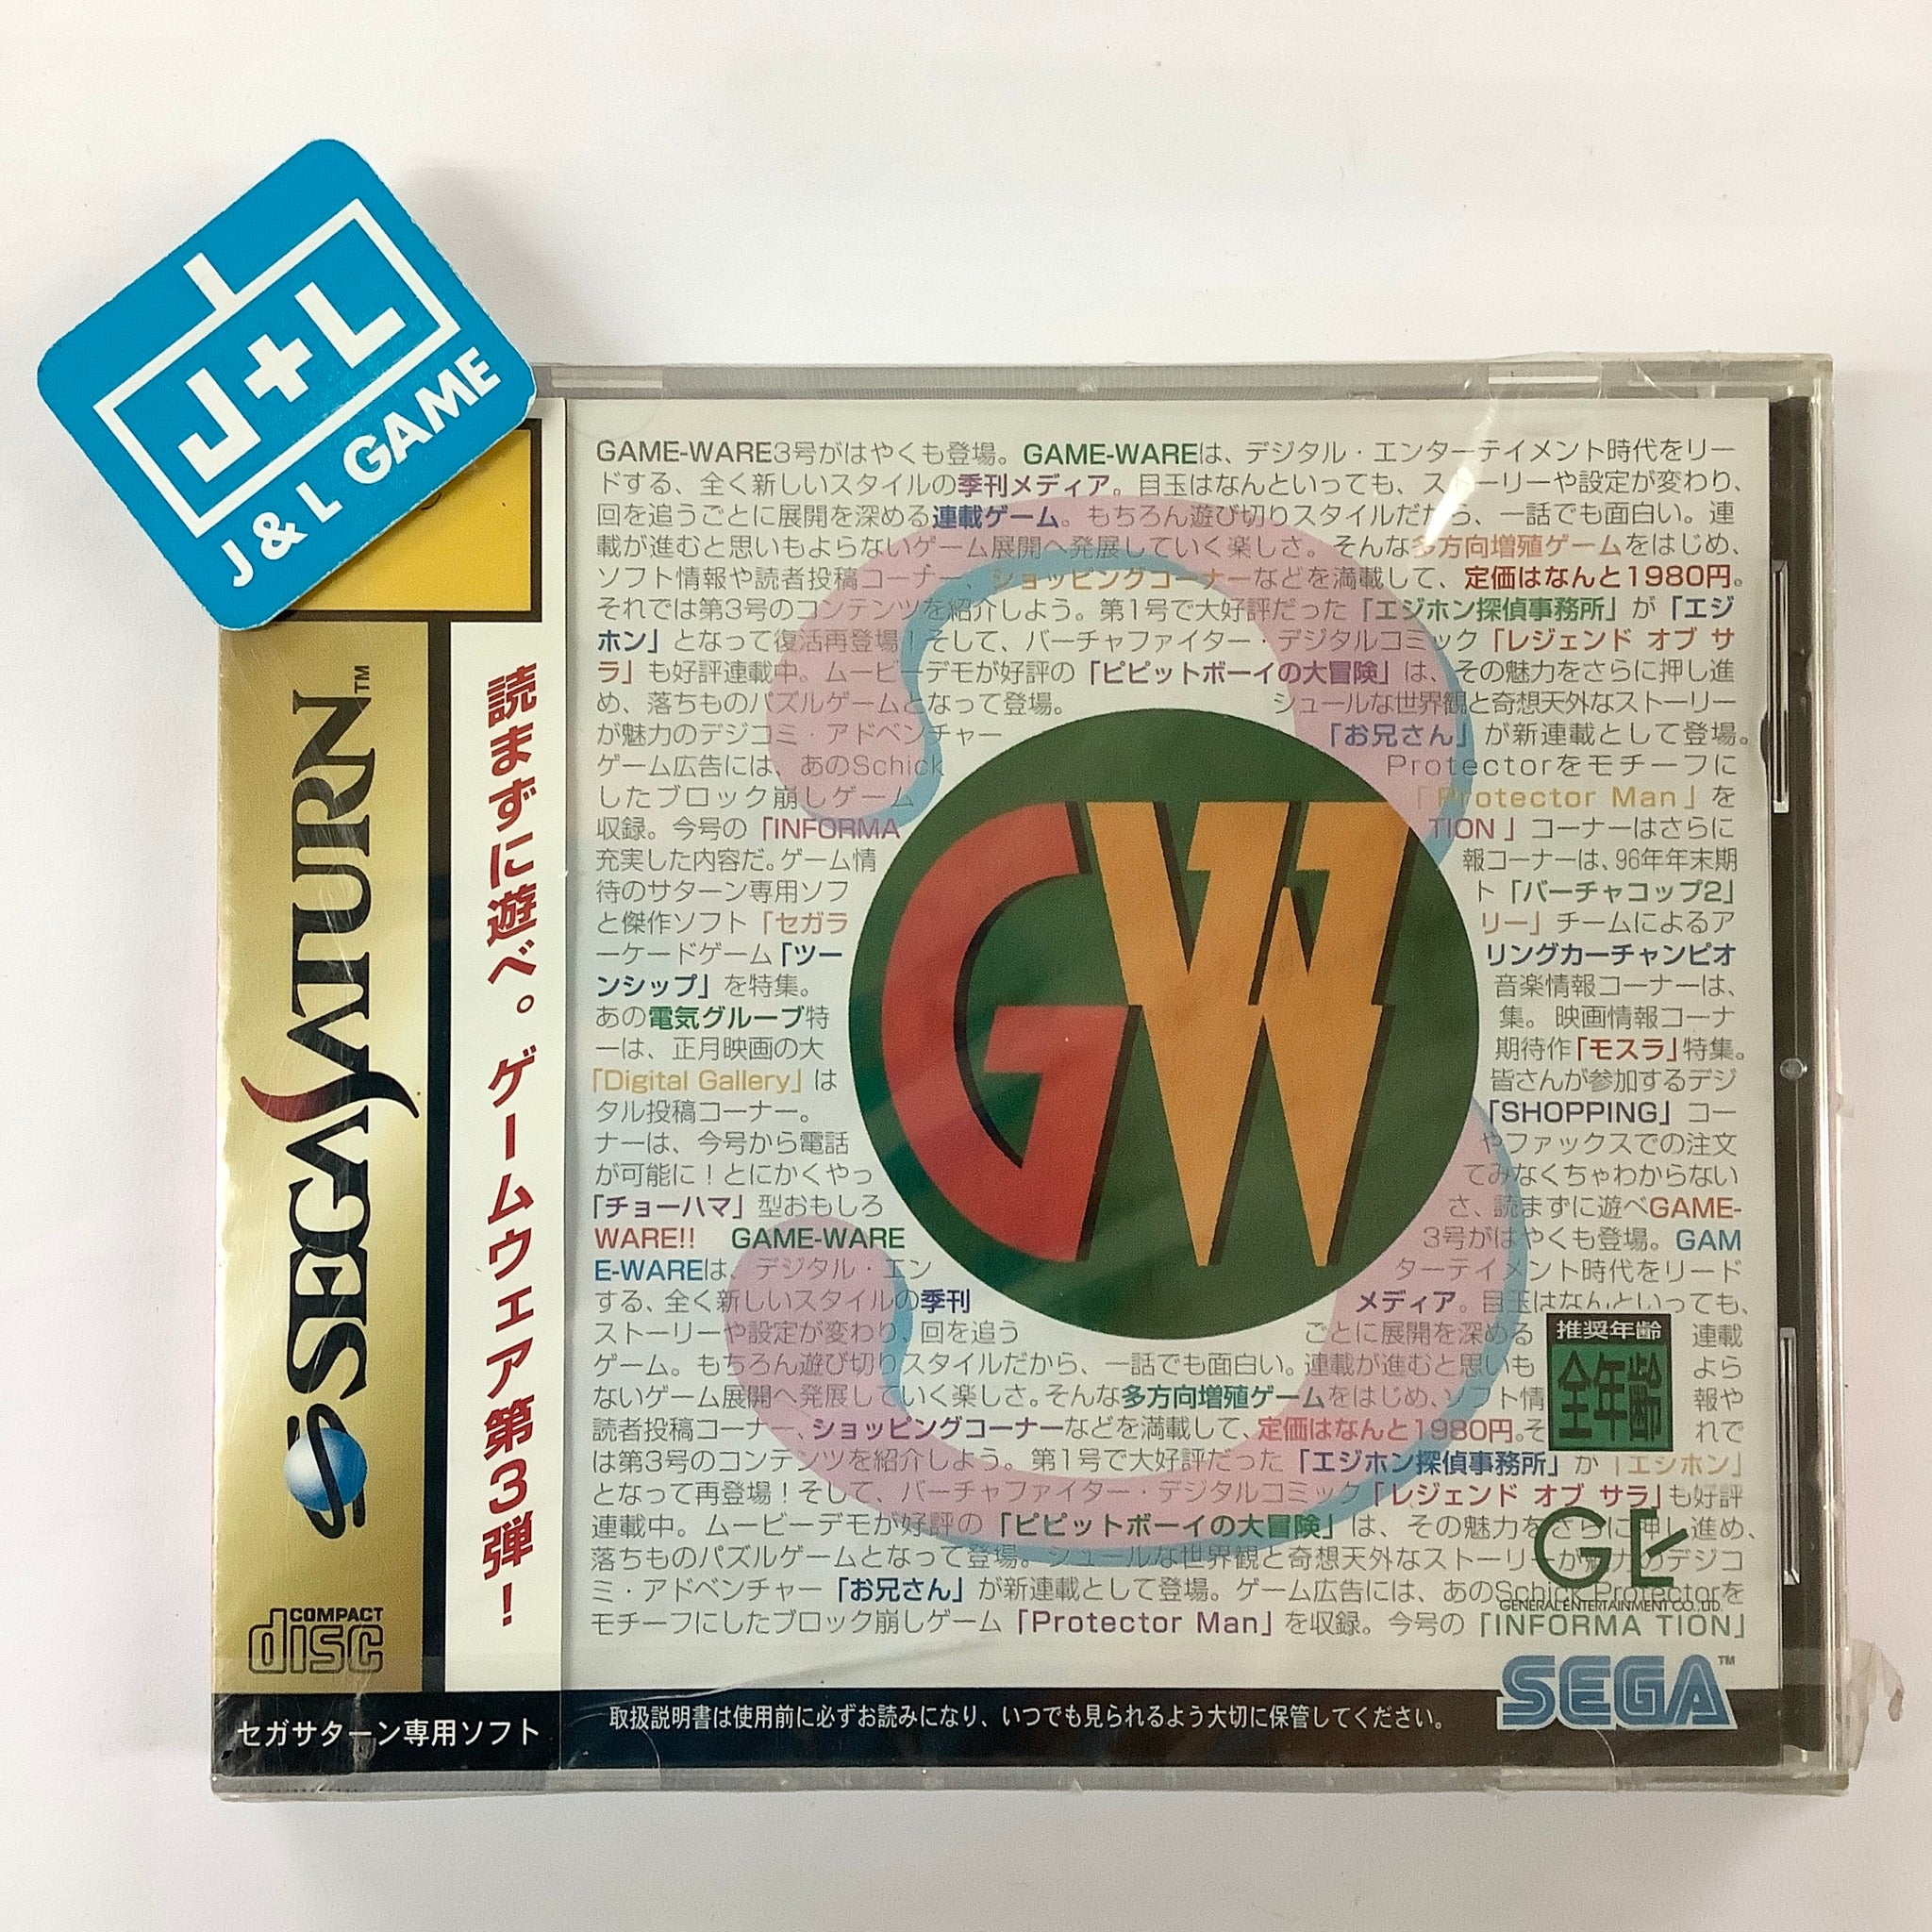 J+L
J & L GAME
SEGA SATURN™
COMPACT
disc
セガサターン専用ソフト
読まずに遊べ。ゲームウェア第3弾!
GAME-WARE3号がはやくも登場。GAME-WAREは、デジタル・エンターテイメント時代をリー
ドする、全く新しいスタイルの季刊メディア。目玉はなんといっても、ストーリーや設定が変わり、
回を追うごとに展開を深める連載ゲーム。もちろん遊び切りスタイルだから、一話でも面白い。連
載が進むと思いもよらないゲーム展開へ発展していく楽しさ。そんな多方向増殖ゲームをはじめ、
ソフト情報や読者投稿コーナー、ショッピングコーナーなどを満載して、定価はなんと1980円。
それでは第3号のコンテンツを紹介しよう。第1号で大好評だった「エジホン探偵事務所」が「エジ
ホン」となって復活再登場!そして、バーチャファイター・デジタルコミック「レジェンド オブ サ
ラ」も好評連載中。ムービーデモが好評の「ピピットボーイの大冒険」は、その魅力をさらに押し進
め、落ちものパズルゲームとなって登場。 シュールな世界観と奇想天外なストーリー
が魅力のデジコミ・アドベンチャー 「お兄さん」が新連載として登場。
ゲーム広告には、あのSchick Protectorをモチーフに
したブロック崩しゲーム 「Protector Man」を
収録。今号の「INFORMA TION」コーナーはさらに
充実した内容だ。ゲーム情 報コーナーは、96年年末期
待のサターン専用ソフ ト「バーチャコップ2」
と傑作ソフト「セガラ リー」チームによるア
ーケードゲーム「ツー リングカーチャンピオ
ンシップ」を特集。 音楽情報コーナーは、
あの電気グルーブ特 集。映画情報コーナ
ーは、正月映画の大 期待作「モスラ」特集。
「Digital Gallery」は 皆さんが参加するデジ
タル投稿コーナー。 「SHOPPING」コー
ナーは、今号から電話 やファックスでの注文
が可能に!とにかくやっ てみなくちゃわからない
「チョーハマ」型おもしろ さ、読まずに遊べGAME-
WARE!! GAME-WARE 3号がはやくも登場。GAM
E-WAREは、デジタル・エン ターテイメント時代をリード
する、全く新しいスタイルの季刊 メディア。目玉はなんといっても、
ストーリーや設定が変わり、回を追う ごとに展開を深める 連載
ゲーム。もちろん遊び切りスタイルだから、一話でも面白い。連載が進むと思いも よら
ないゲーム展開へ発展していく楽しさ。そんな多方向増殖ゲームをはじめ、ソフト情 報や
読者投稿コーナー、ショッピングコーナーなどを満載して、定価はなんと1980円。そ れで
は第3号のコンテンツを紹介しよう。第1号で大好評だった「エジホン探偵事務所」が「エジホン」
となって再登場!そして、バーチャファイター・デジタルコミック「レジェンド オブ サラ」も好評
連載中。ムービーデモが好評の「ピピットボーイの大冒険」は、その魅力をさらに押し進め、
落ちものパズルゲームとなって登場。シュールな世界観と奇想天外なストーリーが魅力のデジコ
ミ・アドベンチャー「お兄さん」が新連載として登場。ゲーム広告には、あのSchick Protectorを
モチーフにしたブロック崩しゲーム「Protector Man」を収録。今号の「INFORMA TION」
GW
推奨年齢
全年齢
GE
GENERAL ENTERTAINMENT CO.,LTD.
取扱説明書は使用前に必ずお読みになり、いつでも見られるよう大切に保管してください。
SEGA™